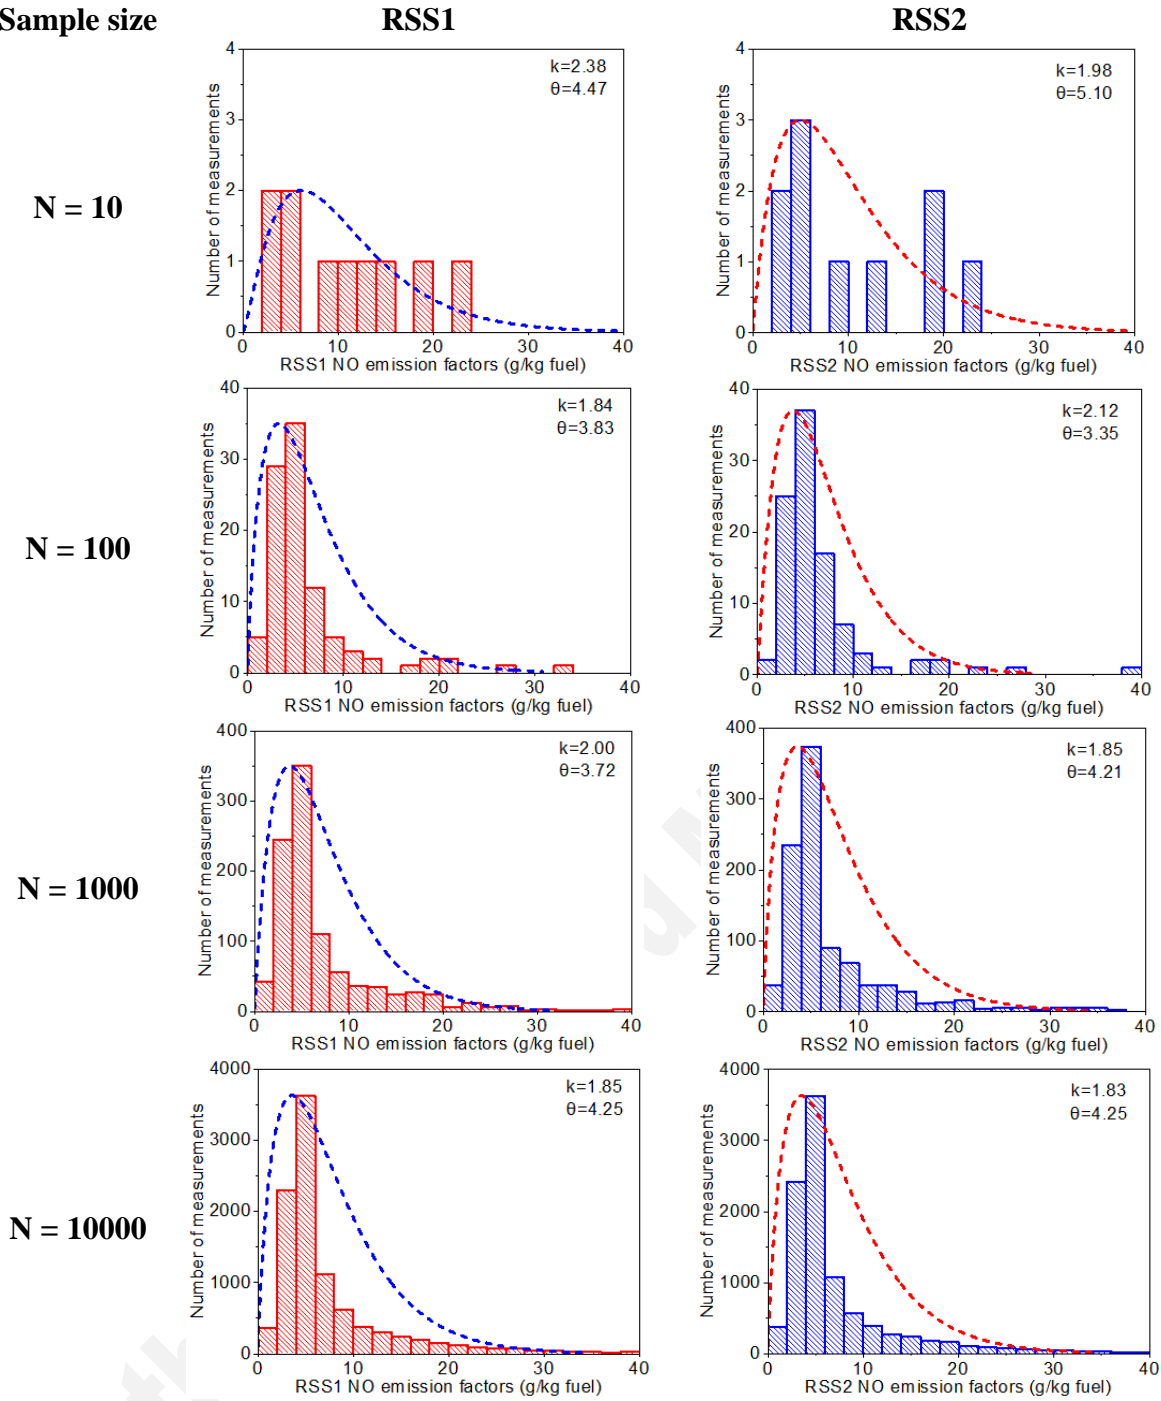 Sample size RSS1 RSS2
N = 10
4
3
2
1
0
0 10 20 30 40
Number of measurements
k=2.38
θ=4.47
RSS1 NO emission factors (g/kg fuel)
4
3
2
1
0
0 10 20 30 40
Number of measurements
k=1.98
θ=5.10
RSS2 NO emission factors (g/kg fuel)
N = 100
40
30
20
10
0
0 10 20 30 40
Number of measurements
k=1.84
θ=3.83
RSS1 NO emission factors (g/kg fuel)
40
30
20
10
0
0 10 20 30 40
Number of measurements
k=2.12
θ=3.35
RSS2 NO emission factors (g/kg fuel)
N = 1000
400
300
200
100
0
0 10 20 30 40
Number of measurements
k=2.00
θ=3.72
RSS1 NO emission factors (g/kg fuel)
400
300
200
100
0
0 10 20 30 40
Number of measurements
k=1.85
θ=4.21
RSS2 NO emission factors (g/kg fuel)
N = 10000
4000
3000
2000
1000
0
0 10 20 30 40
Number of measurements
k=1.85
θ=4.25
RSS1 NO emission factors (g/kg fuel)
4000
3000
2000
1000
0
0 10 20 30 40
Number of measurements
k=1.83
θ=4.25
RSS2 NO emission factors (g/kg fuel)